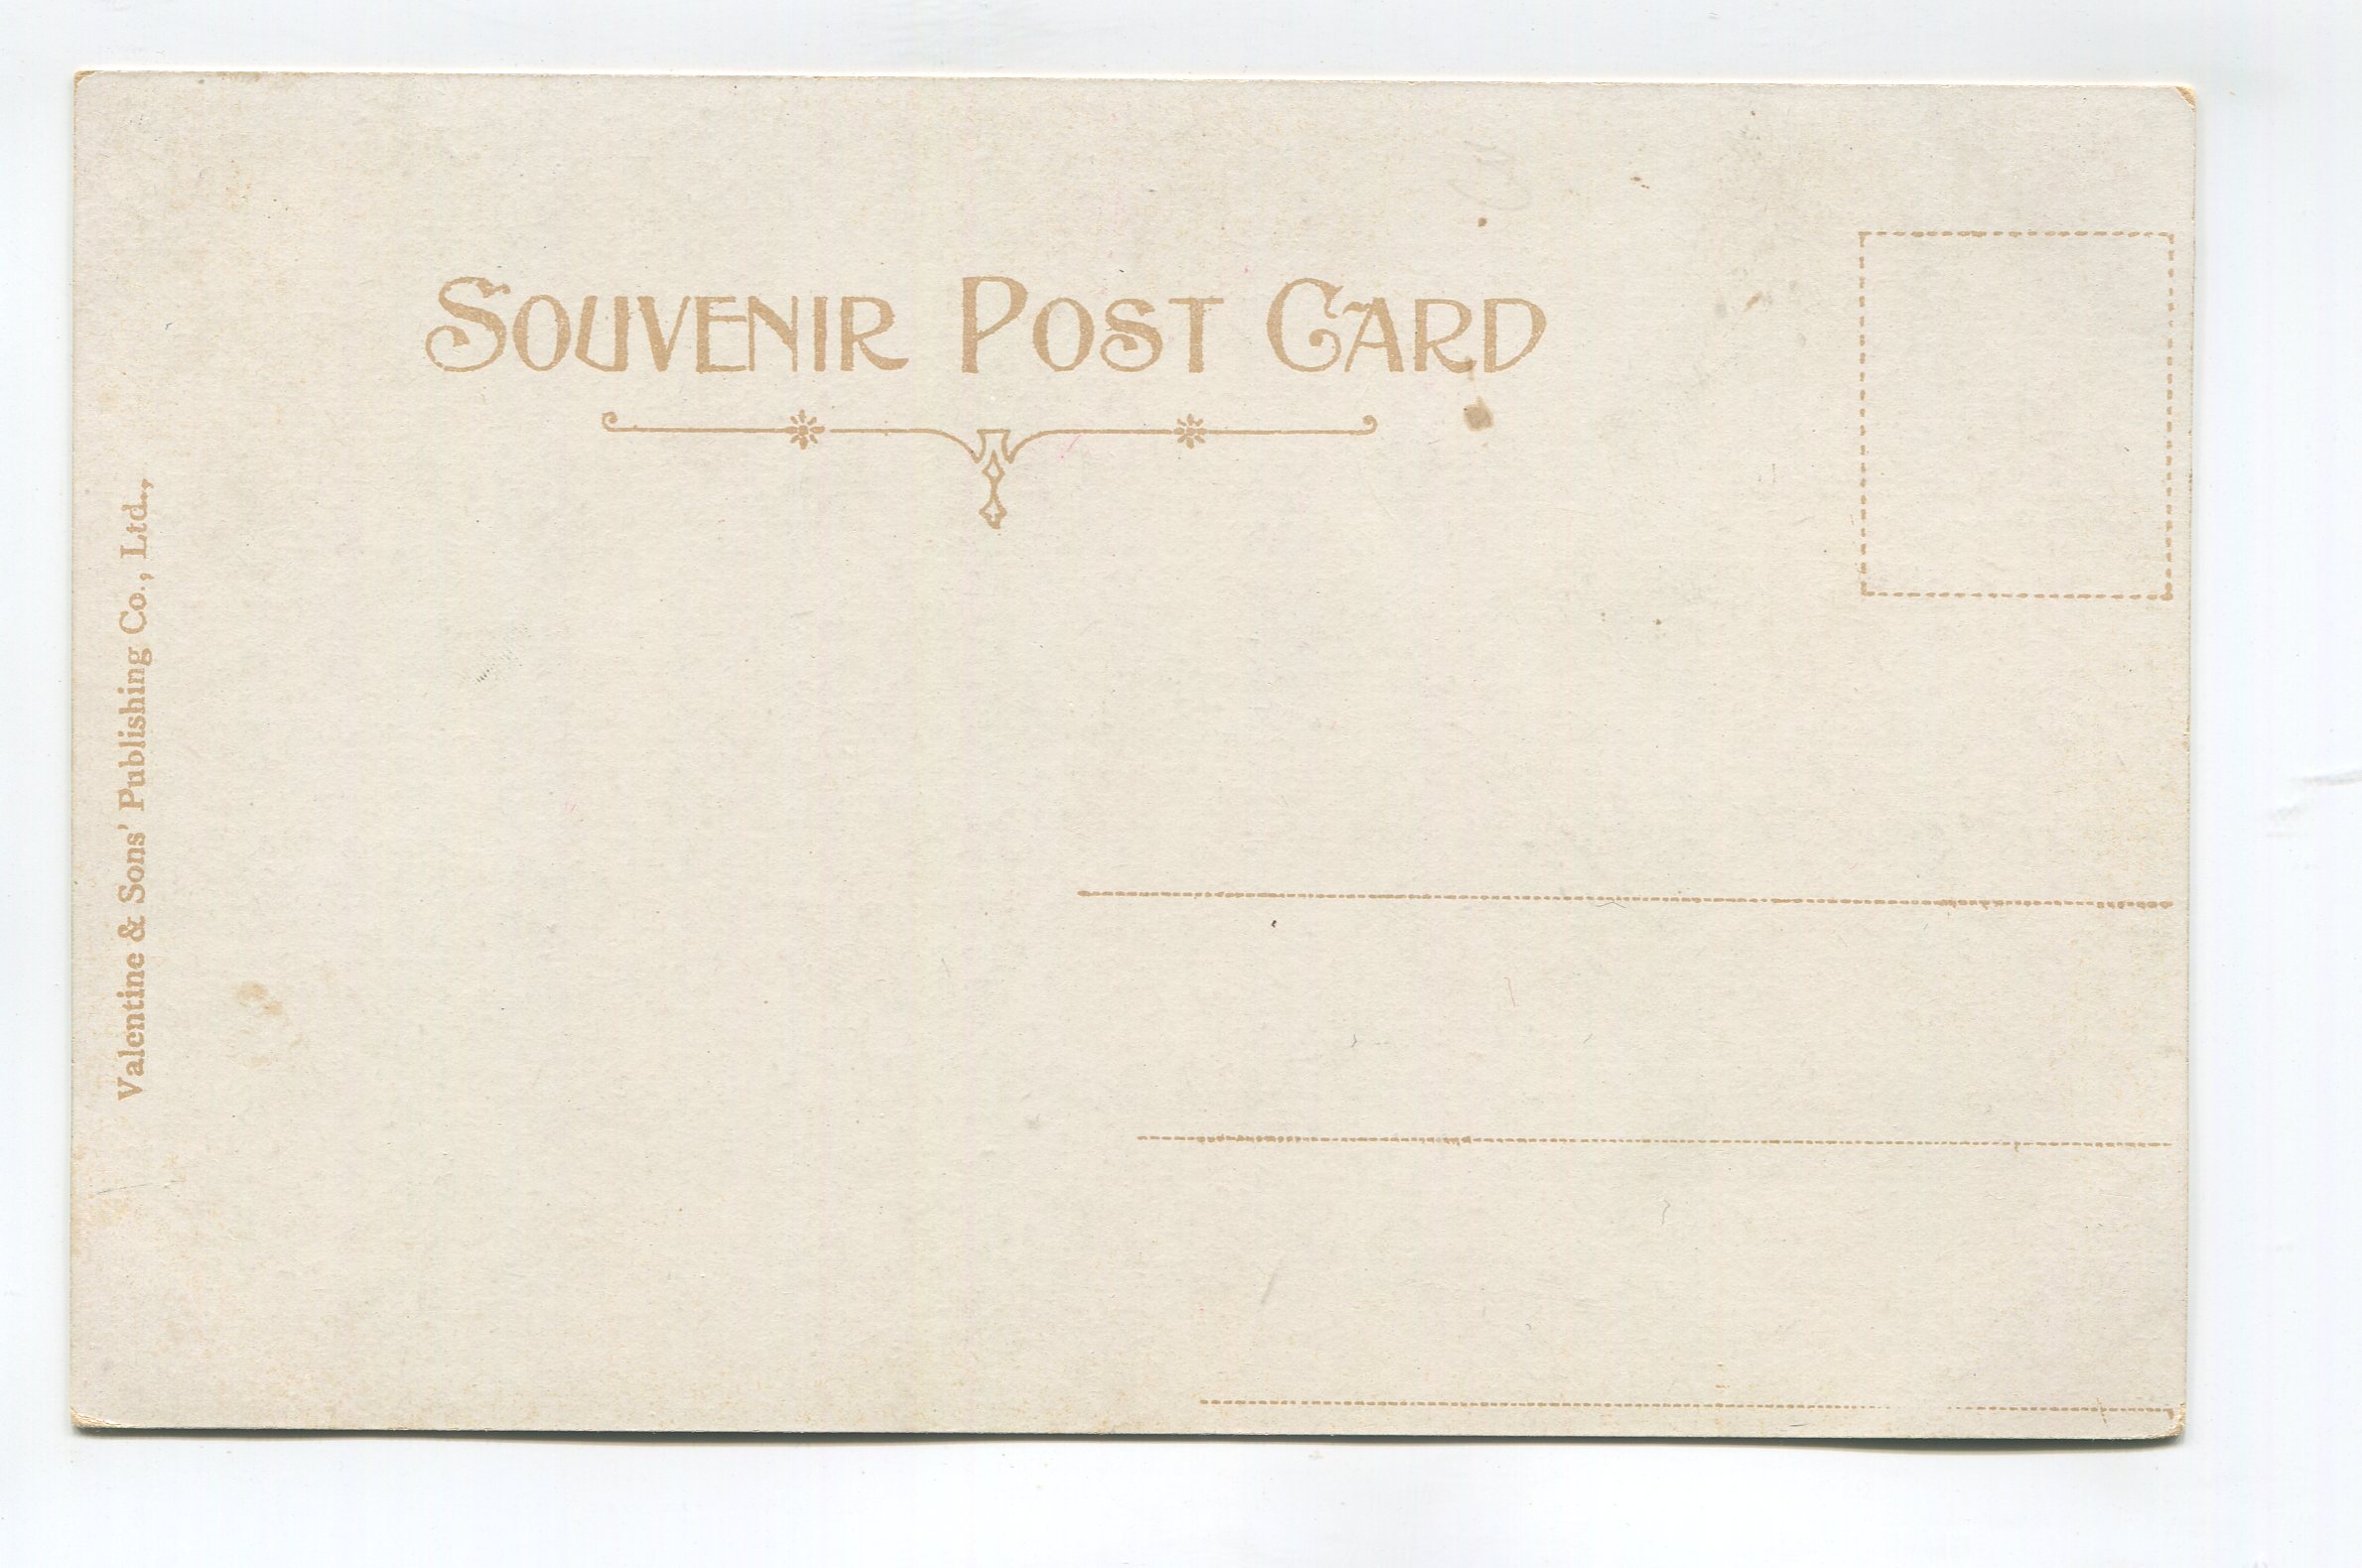 SOUVENIR POST CARD
Valentine & Sons' Publishing Co., Ltd.,